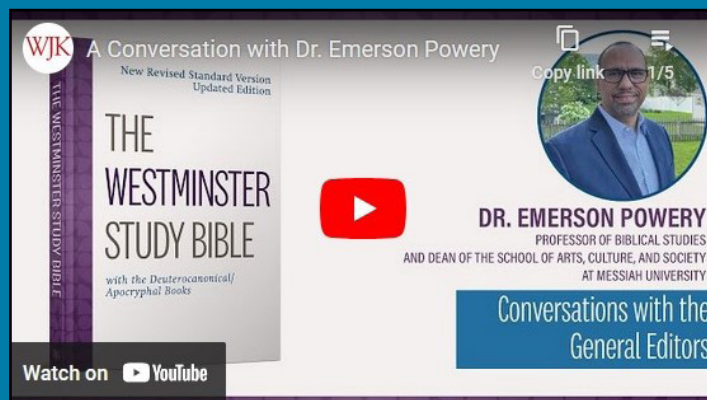 WJK
A Conversation with Dr. Emerson Powery
Copy link
1/5
New Revised Standard Version
Updated Edition
THE WESTMINSTER STUDY BIBLE
THE
WESTMINSTER
STUDY BIBLE
with the Deuterocanonical/
Apocryphal Books
DR. EMERSON POWERY
PROFESSOR OF BIBLICAL STUDIES
AND DEAN OF THE SCHOOL OF ARTS, CULTURE, AND SOCIETY
AT MESSIAH UNIVERSITY
Conversations with the
General Editors
Watch on YouTube